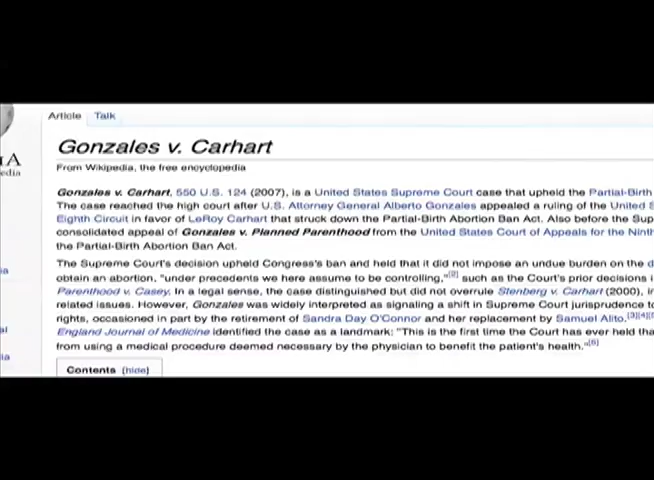 Article Talk
Gonzales v. Carhart
From Wikipedia, the free encyclopedia
Gonzales v. Carhart, 550 U.S. 124 (2007), is a United States Supreme Court case that upheld the Partial-Birth
The case reached the high court after U.S. Attorney General Alberto Gonzales appealed a ruling of the United S
Eighth Circuit in favor of LeRoy Carhart that struck down the Partial-Birth Abortion Ban Act. Also before the Sup
consolidated appeal of Gonzales v. Planned Parenthood from the United States Court of Appeals for the Ninth
the Partial-Birth Abortion Ban Act.
The Supreme Court's decision upheld Congress's ban and held that it did not impose an undue burden on the d
obtain an abortion, "under precedents we here assume to be controlling,"[2] such as the Court's prior decisions i
Parenthood v. Casey. In a legal sense, the case distinguished but did not overrule Stenberg v. Carhart (2000), in
related issues. However, Gonzales was widely interpreted as signaling a shift in Supreme Court jurisprudence to
rights, occasioned in part by the retirement of Sandra Day O'Connor and her replacement by Samuel Alito.[3][4][5
England Journal of Medicine identified the case as a landmark: "This is the first time the Court has ever held tha
from using a medical procedure deemed necessary by the physician to benefit the patient's health."[6]
Contents [hide]